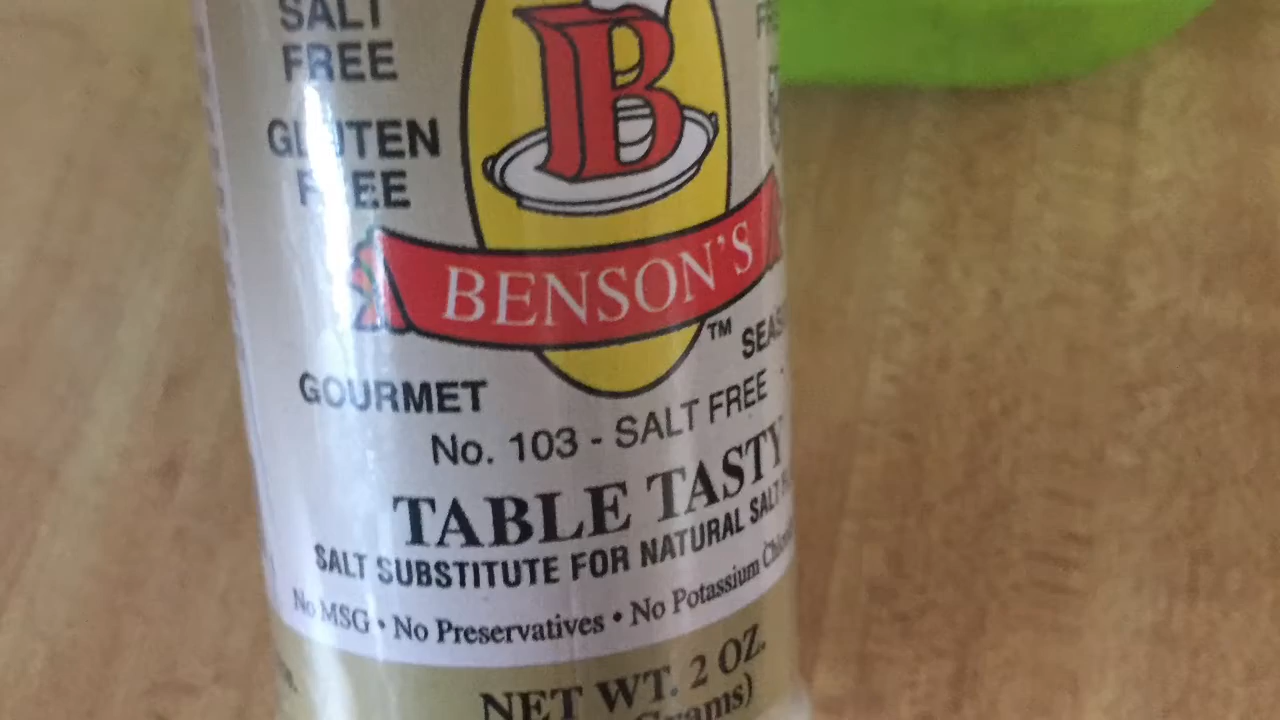 SALT
FREE
GLUTEN
FREE
B
BENSON'S
TM
GOURMET
No. 103 - SALT FREE
TABLE TASTY
SALT SUBSTITUTE FOR NATURAL SALT
No MSG • No Preservatives • No Potassium
NET WT. 2 OZ.